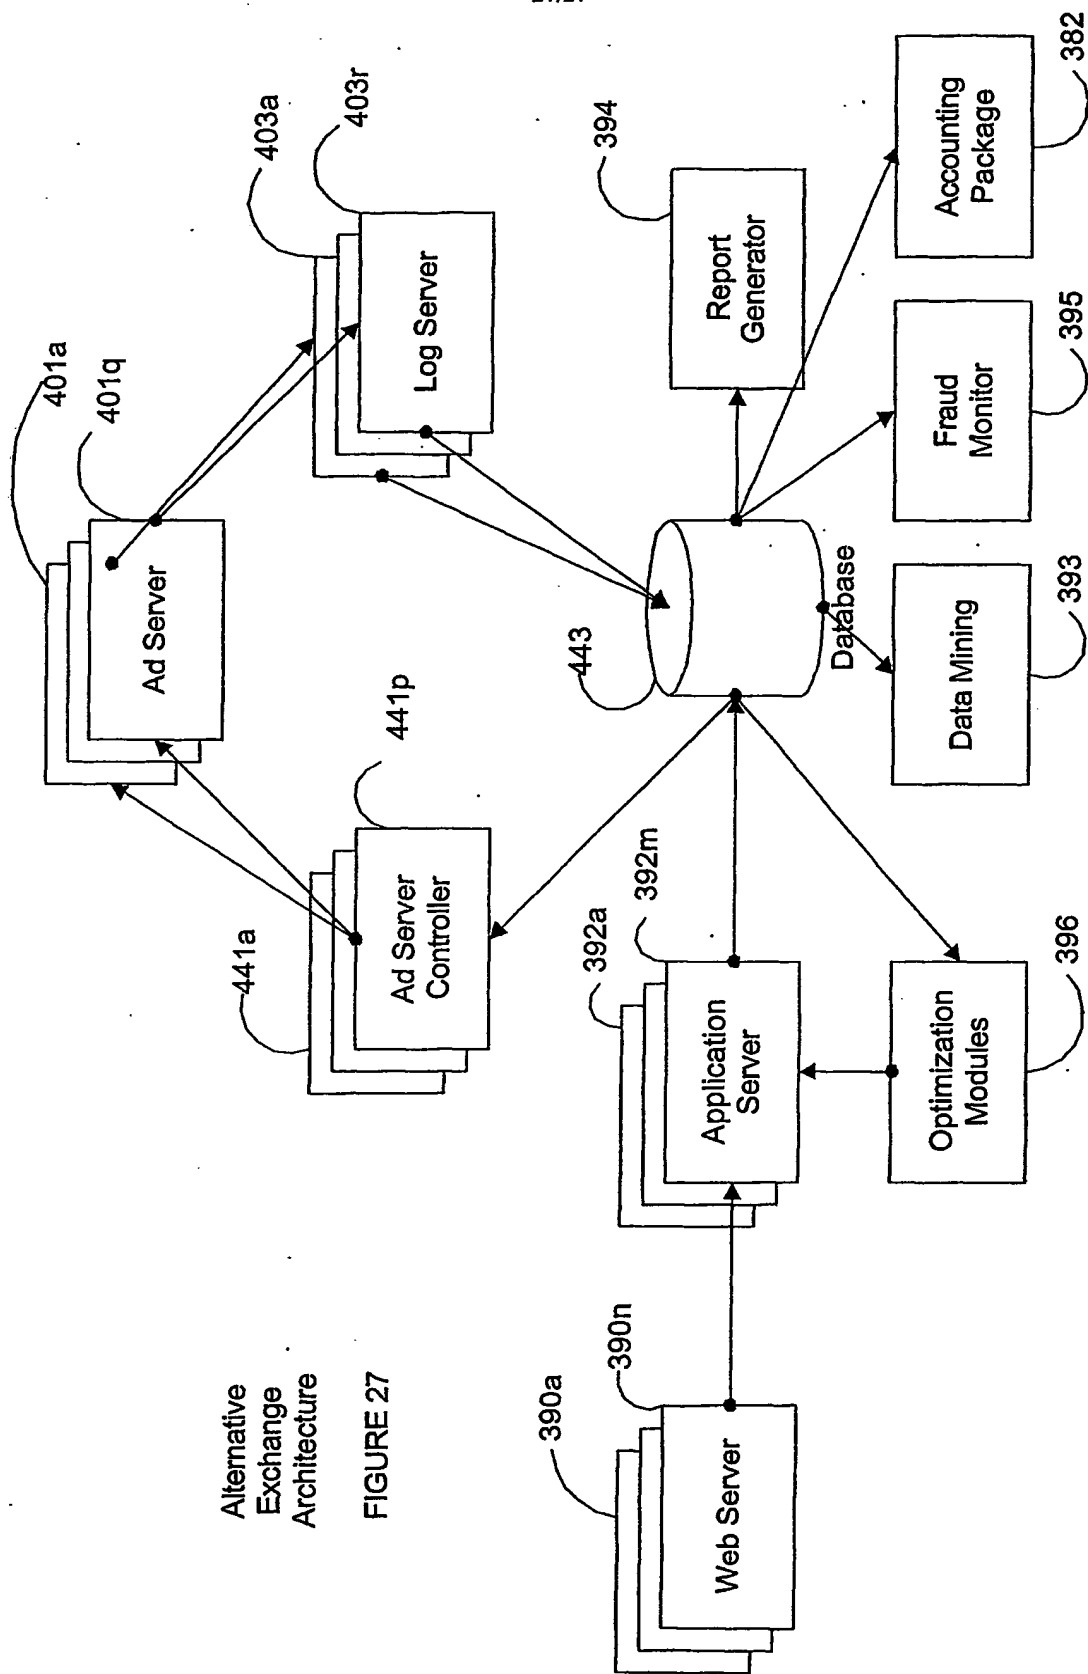 Alternative
Exchange
Architecture
FIGURE 27
401a
401q
Ad Server
403a
403r
Log Server
441a
441p
Ad Server
Controller
443
Database
394
Report
Generator
390a
390n
Web Server
392a
392m
Application
Server
Optimization
Modules
396
Data Mining
393
Fraud
Monitor
395
Accounting
Package
382